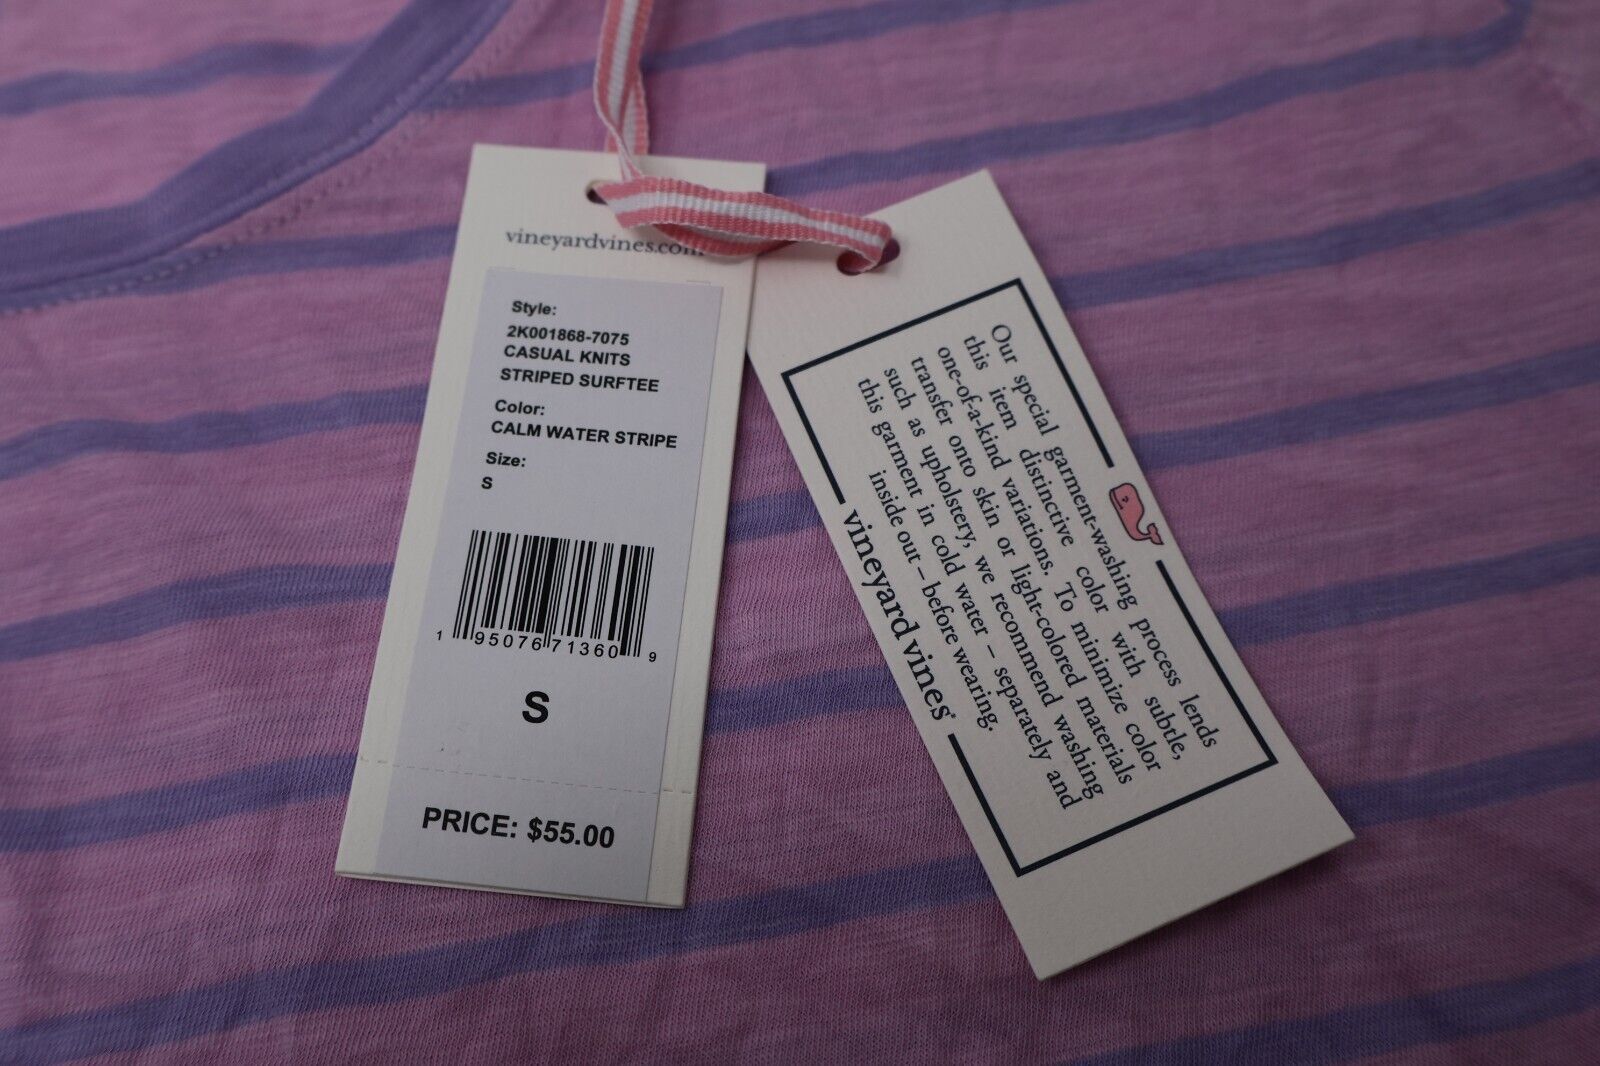 vineyardvines.com
Style:
2K001868-7075
CASUAL KNITS
STRIPED SURFTEE
Color:
CALM WATER STRIPE
Size:
S
1 95076 71360 9
S
PRICE: $55.00
Our special garment-washing process lends
this item distinctive color with subtle,
one-of-a-kind variations. To minimize color
transfer onto skin or light-colored materials
such as upholstery, we recommend washing
this garment in cold water – separately and
inside out – before wearing.
vineyard vines®